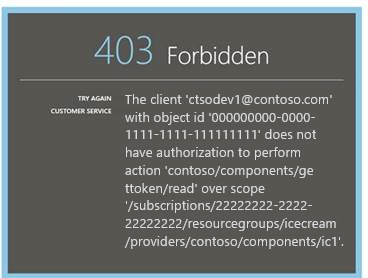 403 Forbidden
TRY AGAIN
CUSTOMER SERVICE
The client 'ctsodev1@contoso.com'
with object id '000000000-0000-
1111-1111-111111111' does not
have authorization to perform
action 'contoso/components/ge
ttoken/read' over scope
'/subscriptions/22222222-2222-
22222222/resourcegroups/icecream
/providers/contoso/components/ic1'.